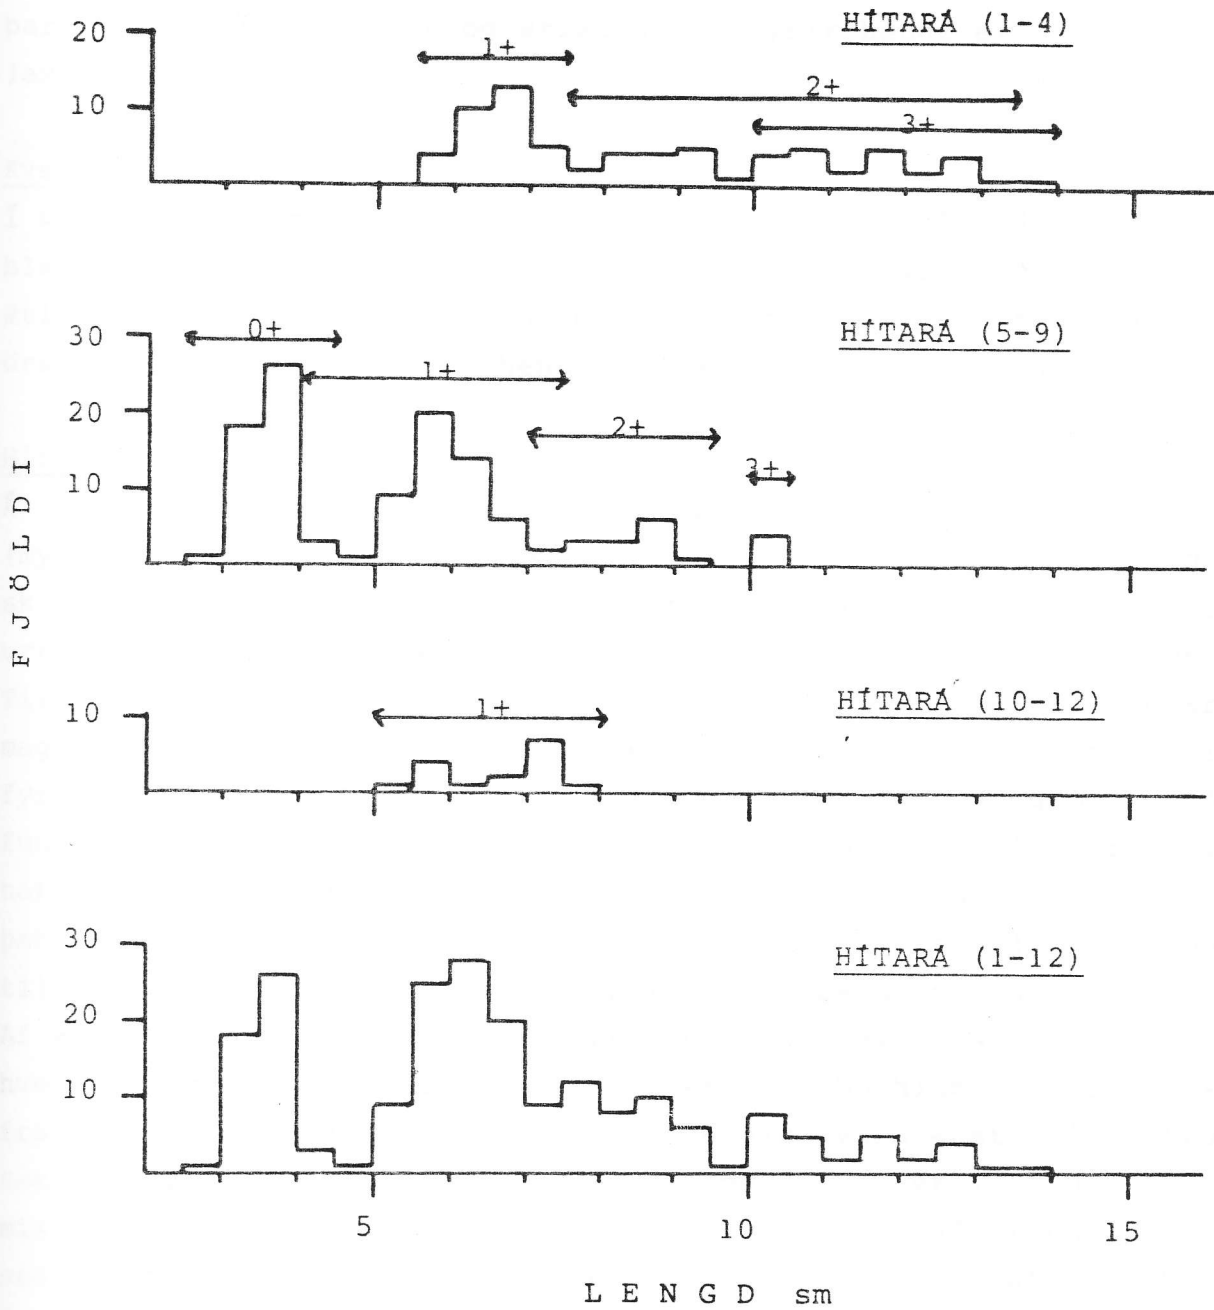 HÍTARÁ (1-4)
20
10
1+
2+
3+
HÍTARÁ (5-9)
30
20
10
0+
1+
2+
3+
FJÖLDI
HÍTARÁ (10-12)
10
1+
HÍTARÁ (1-12)
30
20
10
5 10 15
LENGD sm